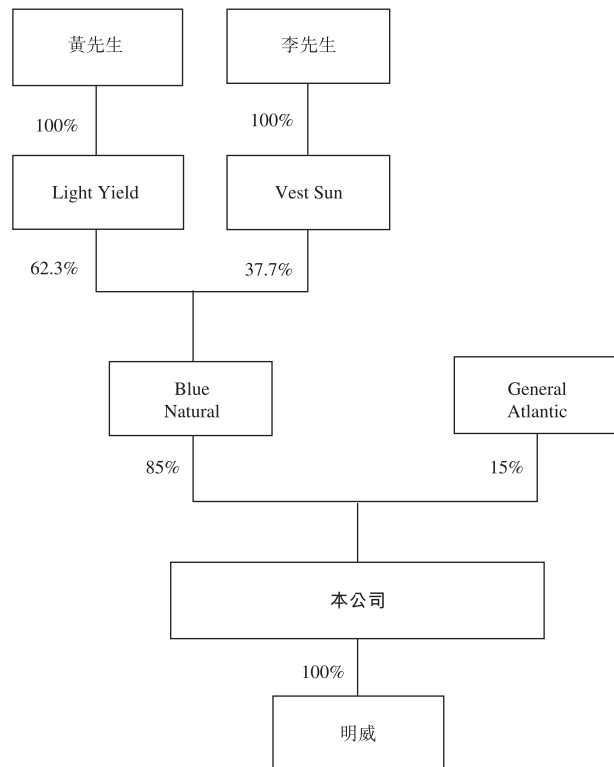 黃先生
李先生
100%
100%
Light Yield
Vest Sun
62.3%
37.7%
Blue
Natural
General
Atlantic
85%
15%
本公司
100%
明威